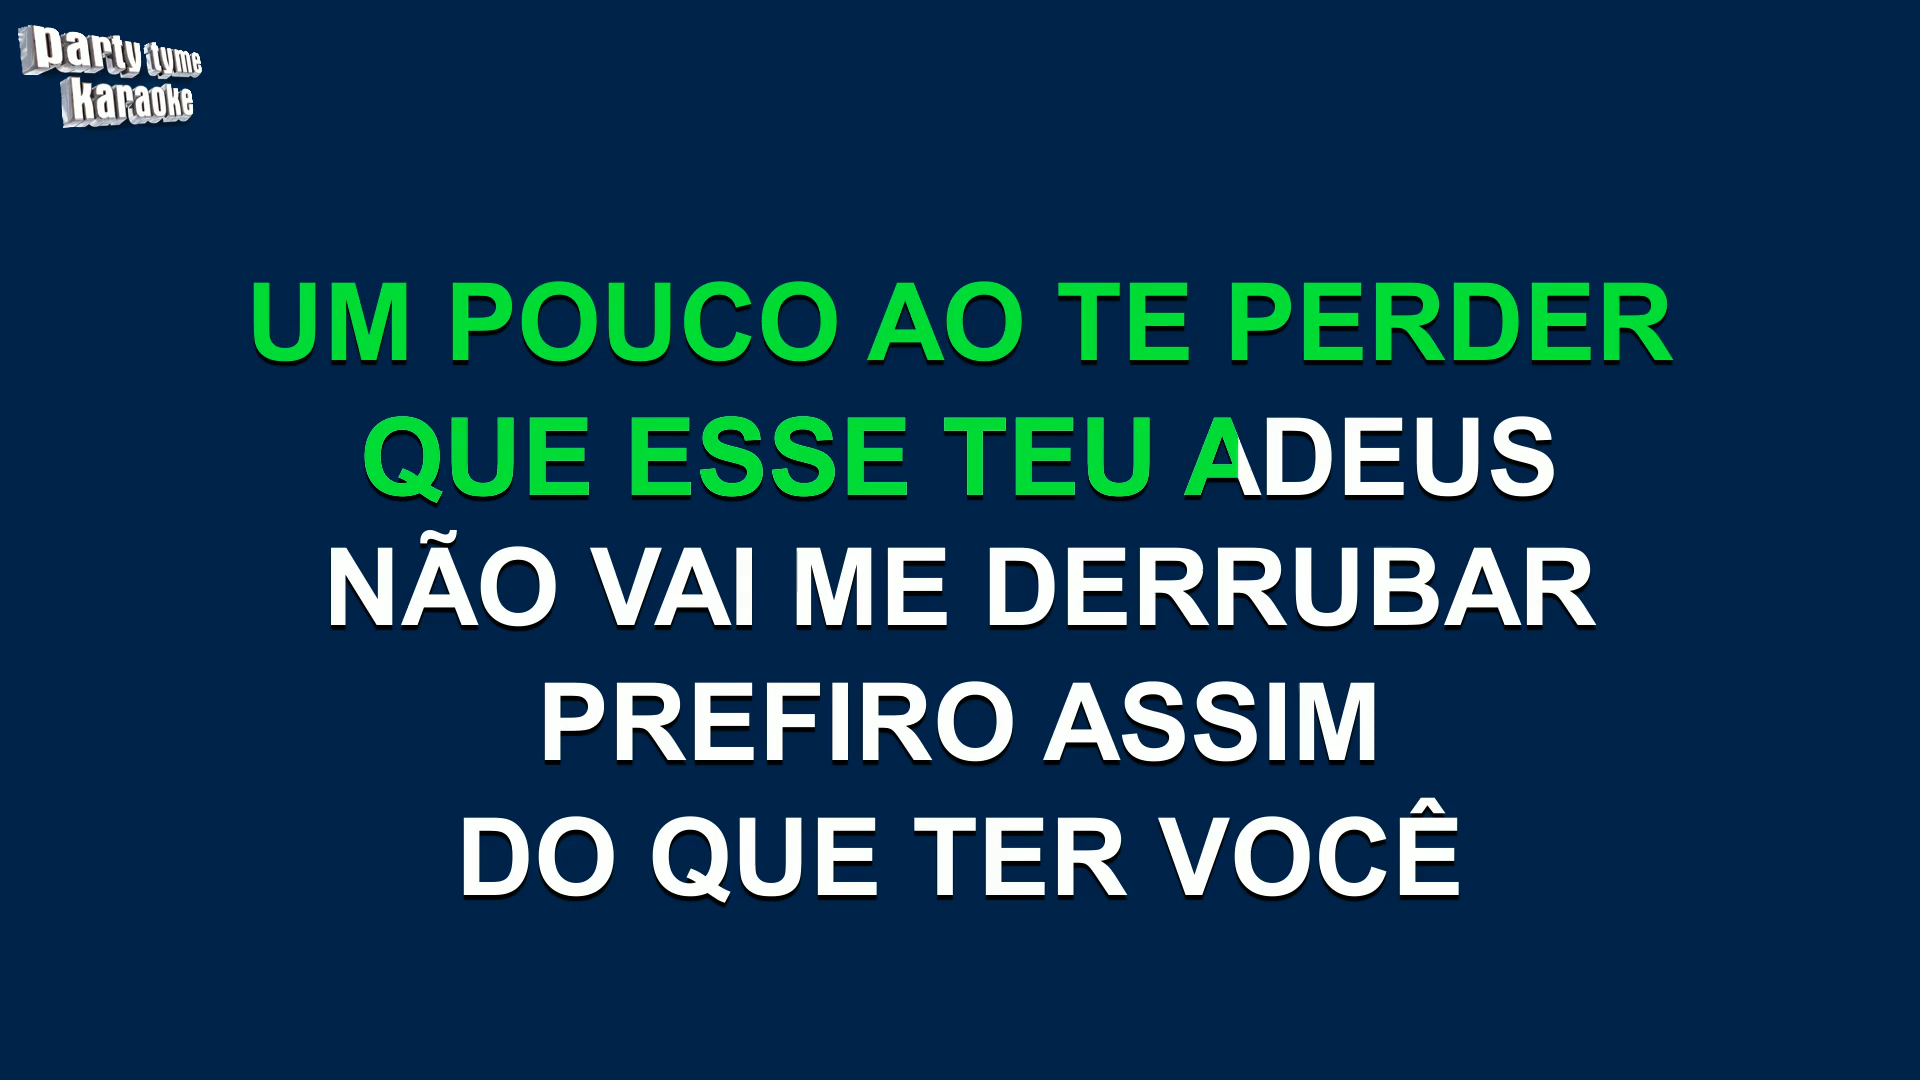 party tyme
karaoke
UM POUCO AO TE PERDER
QUE ESSE TEU ADEUS
NÃO VAI ME DERRUBAR
PREFIRO ASSIM
DO QUE TER VOCÊ